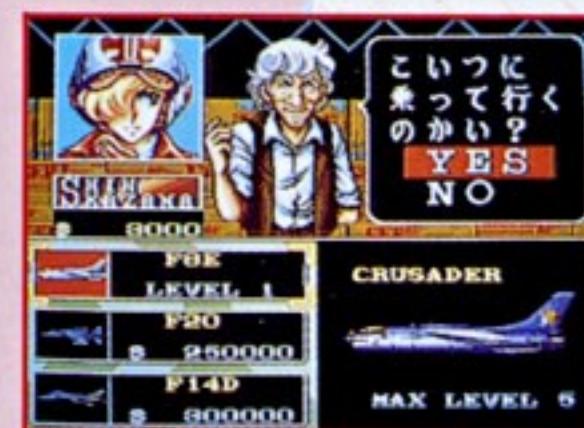 こいつに
乗って行く
のかい?
YES
NO
SHIN
KAZAMA
$ 3000
F8E
LEVEL 1
F20
$ 250000
F14D
$ 300000
CRUSADER
MAX LEVEL 5